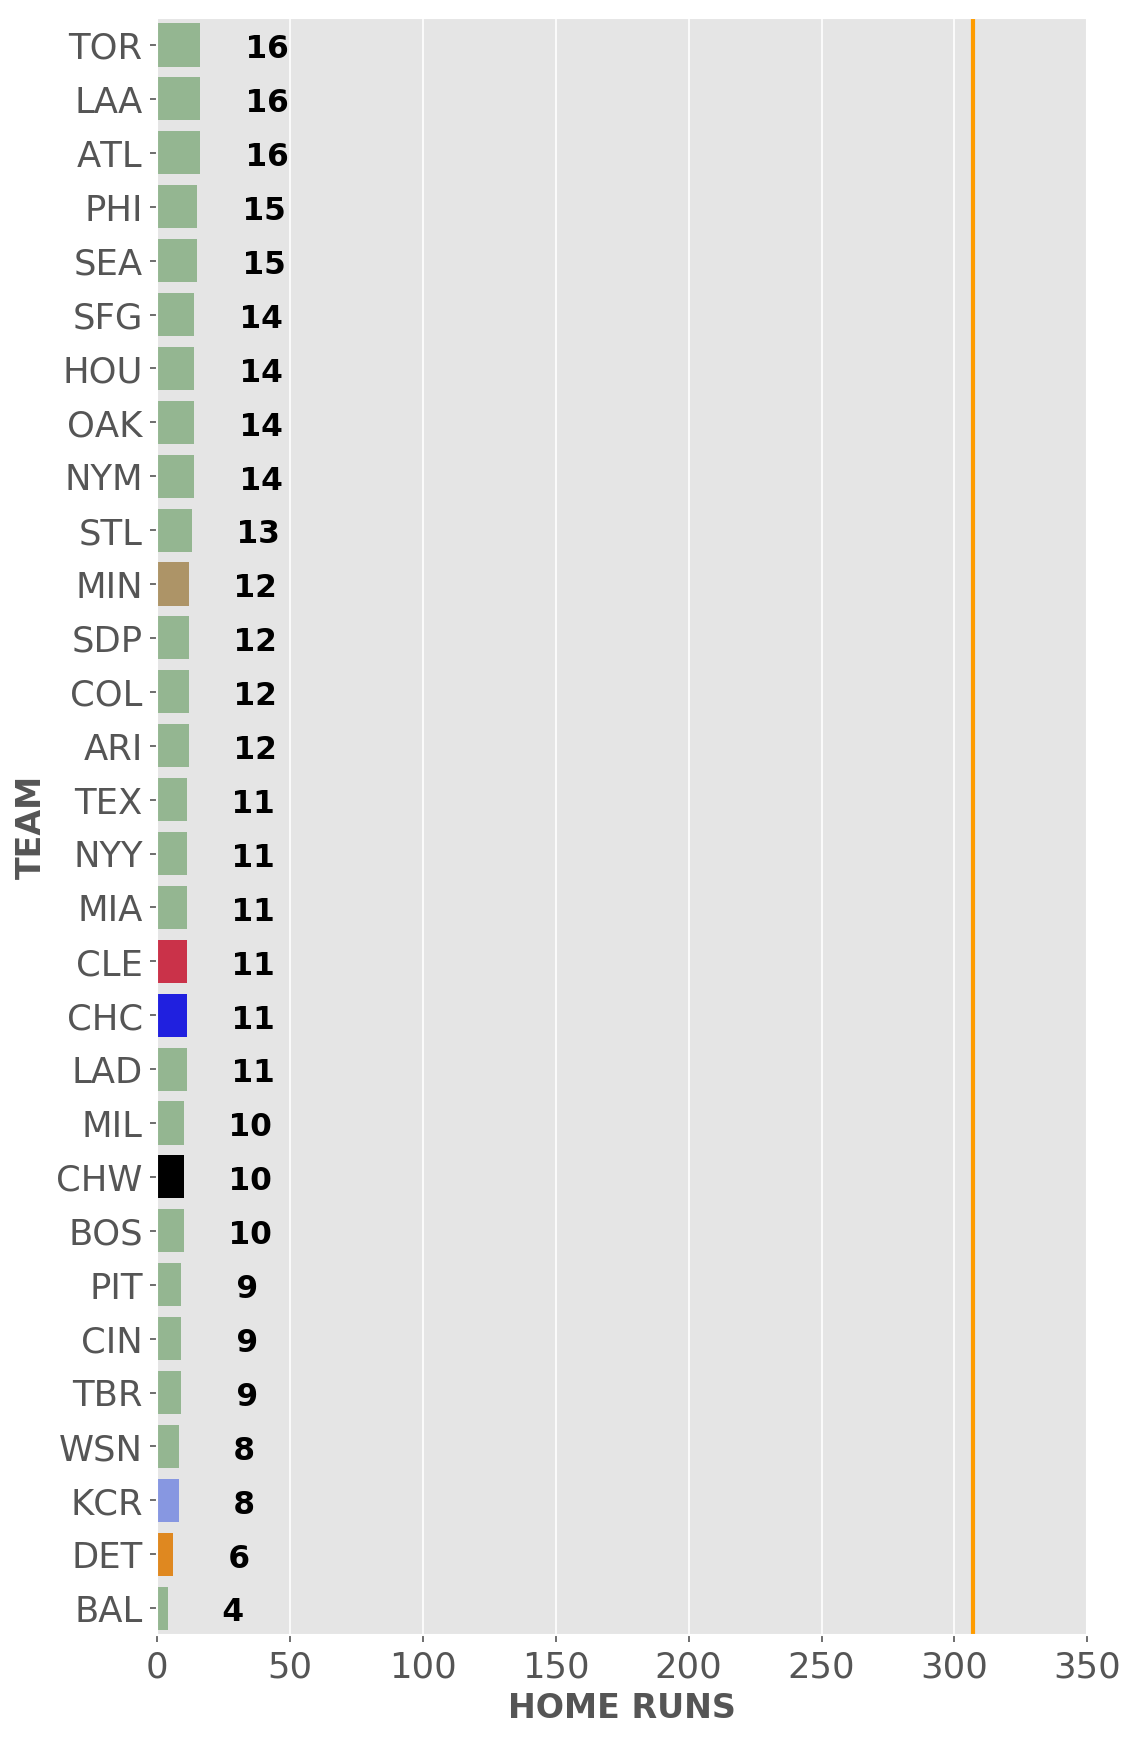 TOR 16
LAA 16
ATL 16
PHI 15
SEA 15
SFG 14
HOU 14
OAK 14
NYM 14
STL 13
MIN 12
SDP 12
COL 12
ARI 12
TEX 11
NYY 11
MIA 11
CLE 11
CHC 11
LAD 11
MIL 10
CHW 10
BOS 10
PIT 9
CIN 9
TBR 9
WSN 8
KCR 8
DET 6
BAL 4
TEAM
0 50 100 150 200 250 300 350
HOME RUNS